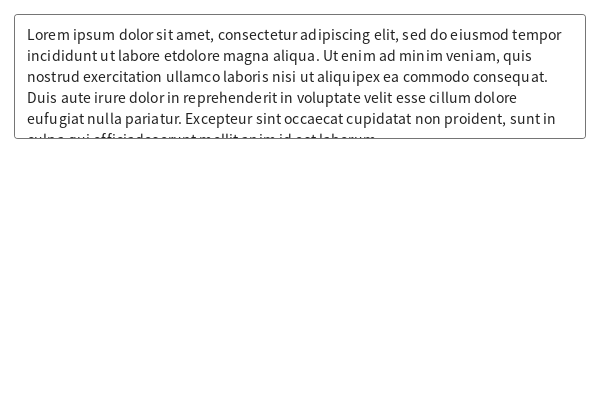 Lorem ipsum dolor sit amet, consectetur adipiscing elit, sed do eiusmod tempor
incididunt ut labore etdolore magna aliqua. Ut enim ad minim veniam, quis
nostrud exercitation ullamco laboris nisi ut aliquipex ea commodo consequat.
Duis aute irure dolor in reprehenderit in voluptate velit esse cillum dolore
eufugiat nulla pariatur. Excepteur sint occaecat cupidatat non proident, sunt in